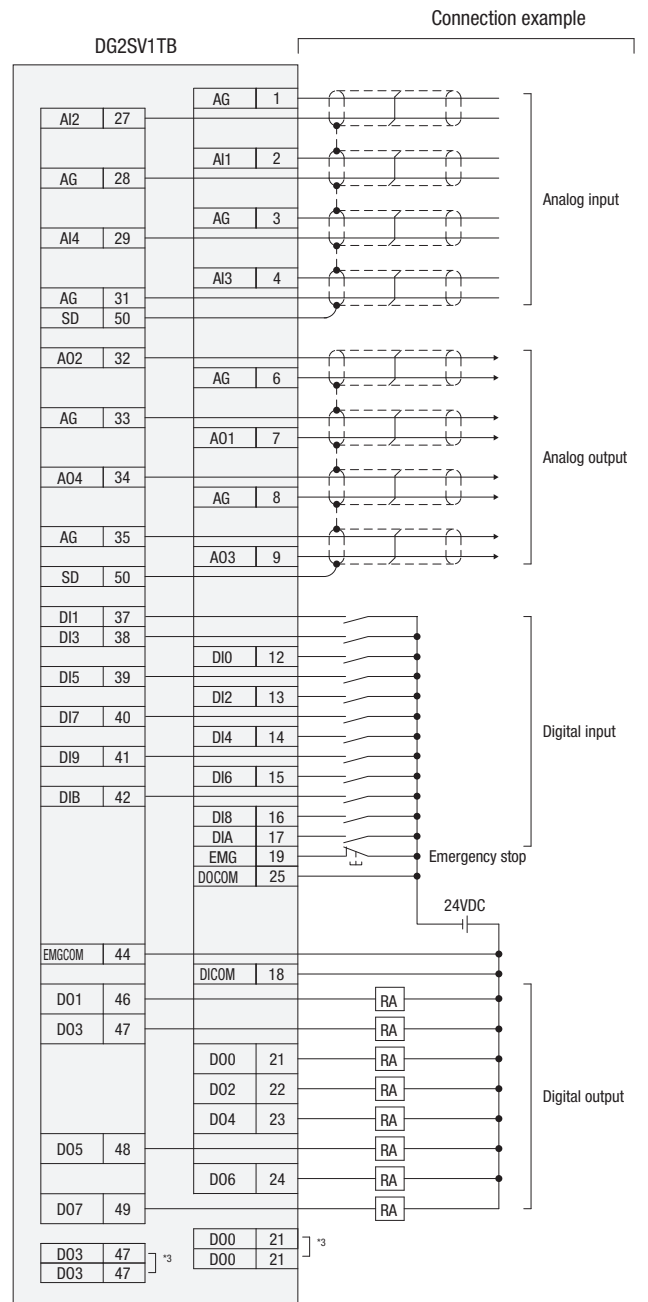 Connection example
DG2SV1TB
AG 1
AI2 27
AI1 2
AG 28
Analog input
AG 3
AI4 29
AI3 4
AG 31
SD 50
AO2 32
AG 6
AG 33
AO1 7
Analog output
AO4 34
AG 8
AG 35
AO3 9
SD 50
DI1 37
DI3 38
DI0 12
DI5 39
DI2 13
DI7 40
Digital input
DI4 14
DI9 41
DI6 15
DIB 42
DI8 16
DIA 17
EMG 19 Emergency stop
DOCOM 25
24VDC
EMGCOM 44
DICOM 18
DO1 46 RA
DO3 47 RA
DO0 21 RA
DO2 22 RA
Digital output
DO4 23 RA
DO5 48 RA
DO6 24 RA
DO7 49 RA
DO0 21 *3
DO3 47 *3
DO0 21
DO3 47